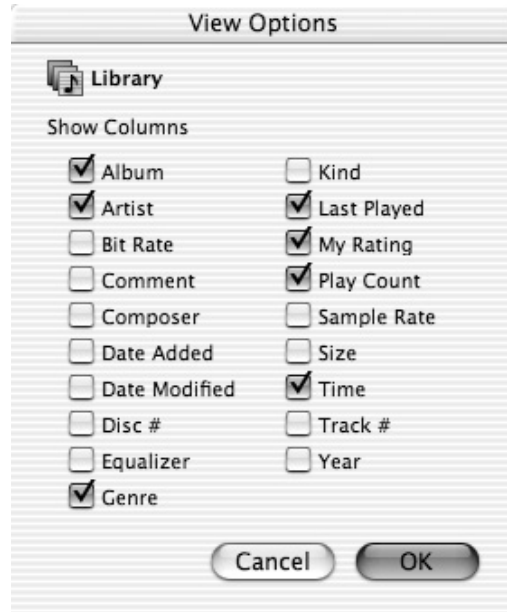 View Options
Library
Show Columns
Album
Artist
Bit Rate
Comment
Composer
Date Added
Date Modified
Disc #
Equalizer
Genre
Kind
Last Played
My Rating
Play Count
Sample Rate
Size
Time
Track #
Year
Cancel
OK